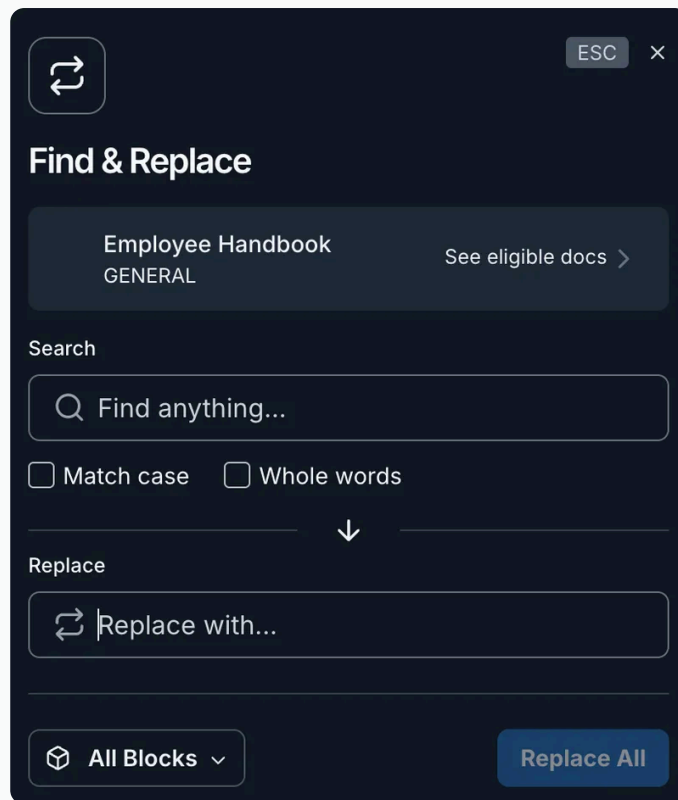 ESC
Find & Replace
Employee Handbook
GENERAL
See eligible docs
Search
Find anything...
Match case
Whole words
Replace
Replace with...
All Blocks
Replace All